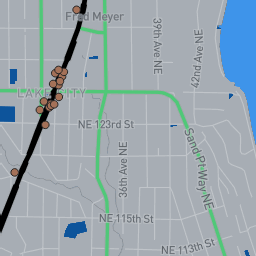 Fred Meyer
39th Ave NE
42nd Ave NE
LAKE CITY
NE 123rd St
Sand Pt Way NE
36th Ave NE
NE 115th St
NE 113th St